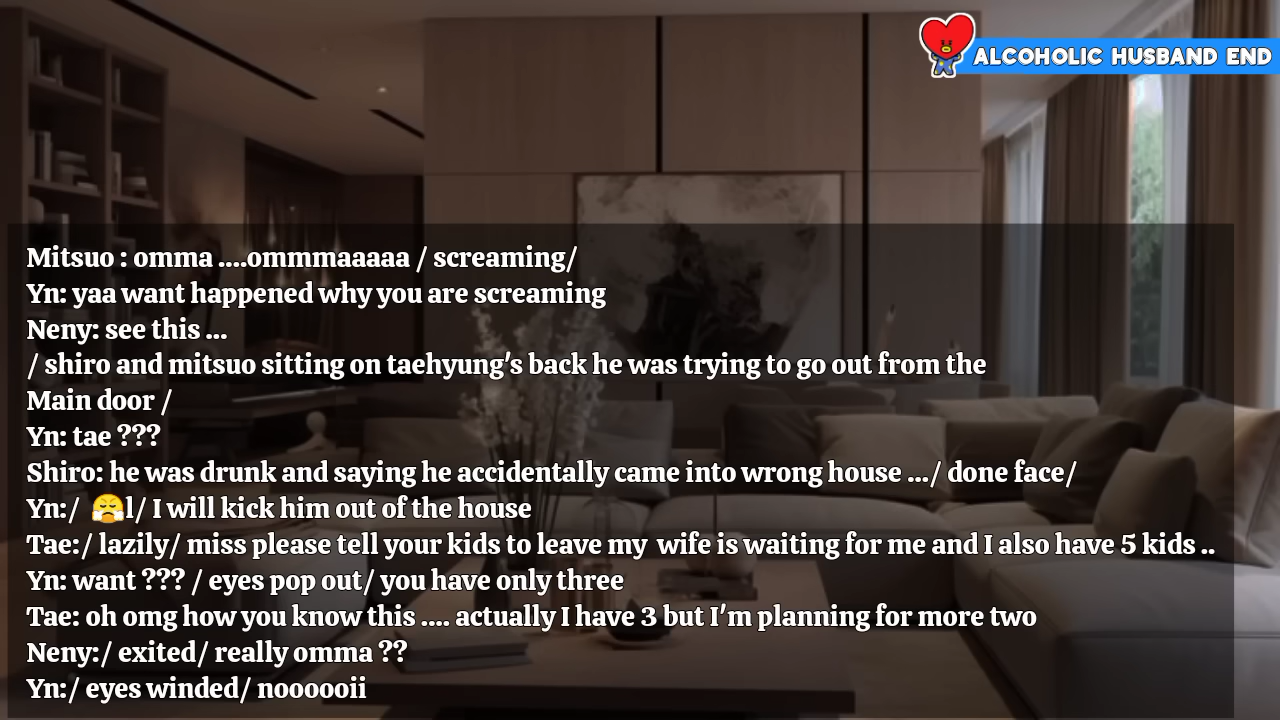 ALCOHOLIC HUSBAND END
Mitsuo : omma ....ommmaaaaa / screaming/
Yn: yaa want happened why you are screaming
Neny: see this ...
/ shiro and mitsuo sitting on taehyung's back he was trying to go out from the
Main door /
Yn: tae ???
Shiro: he was drunk and saying he accidentally came into wrong house .../ done face/
Yn:/ 😤l/ I will kick him out of the house
Tae:/ lazily/ miss please tell your kids to leave my wife is waiting for me and I also have 5 kids ..
Yn: want ??? / eyes pop out/ you have only three
Tae: oh omg how you know this .... actually I have 3 but I'm planning for more two
Neny:/ exited/ really omma ??
Yn:/ eyes winded/ noooooii